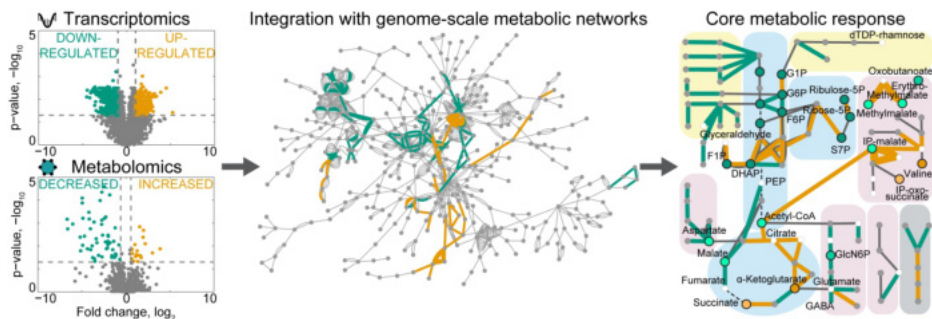 Transcriptomics
Integration with genome-scale metabolic networks
Core metabolic response
DOWN-
REGULATED
UP-
REGULATED
5
p-value, −log10
0
Metabolomics
DECREASED
INCREASED
5
p-value, −log10
0
−10
0
10
Fold change, log2
dTDP-rhamnose
G1P
G6P
F6P
Ribulose-5P
Ribose-5P
S7P
Glyceraldehyde
F1P
DHAP
PEP
Oxobutanoate
Erythro-
Methylmalate
Methylmalate
IP-malate
Valine
IP-oxo-
succinate
Acetyl-CoA
Aspartate
Citrate
Malate
GlcN6P
Fumarate
α-Ketoglutarate
Glutamate
Succinate
GABA